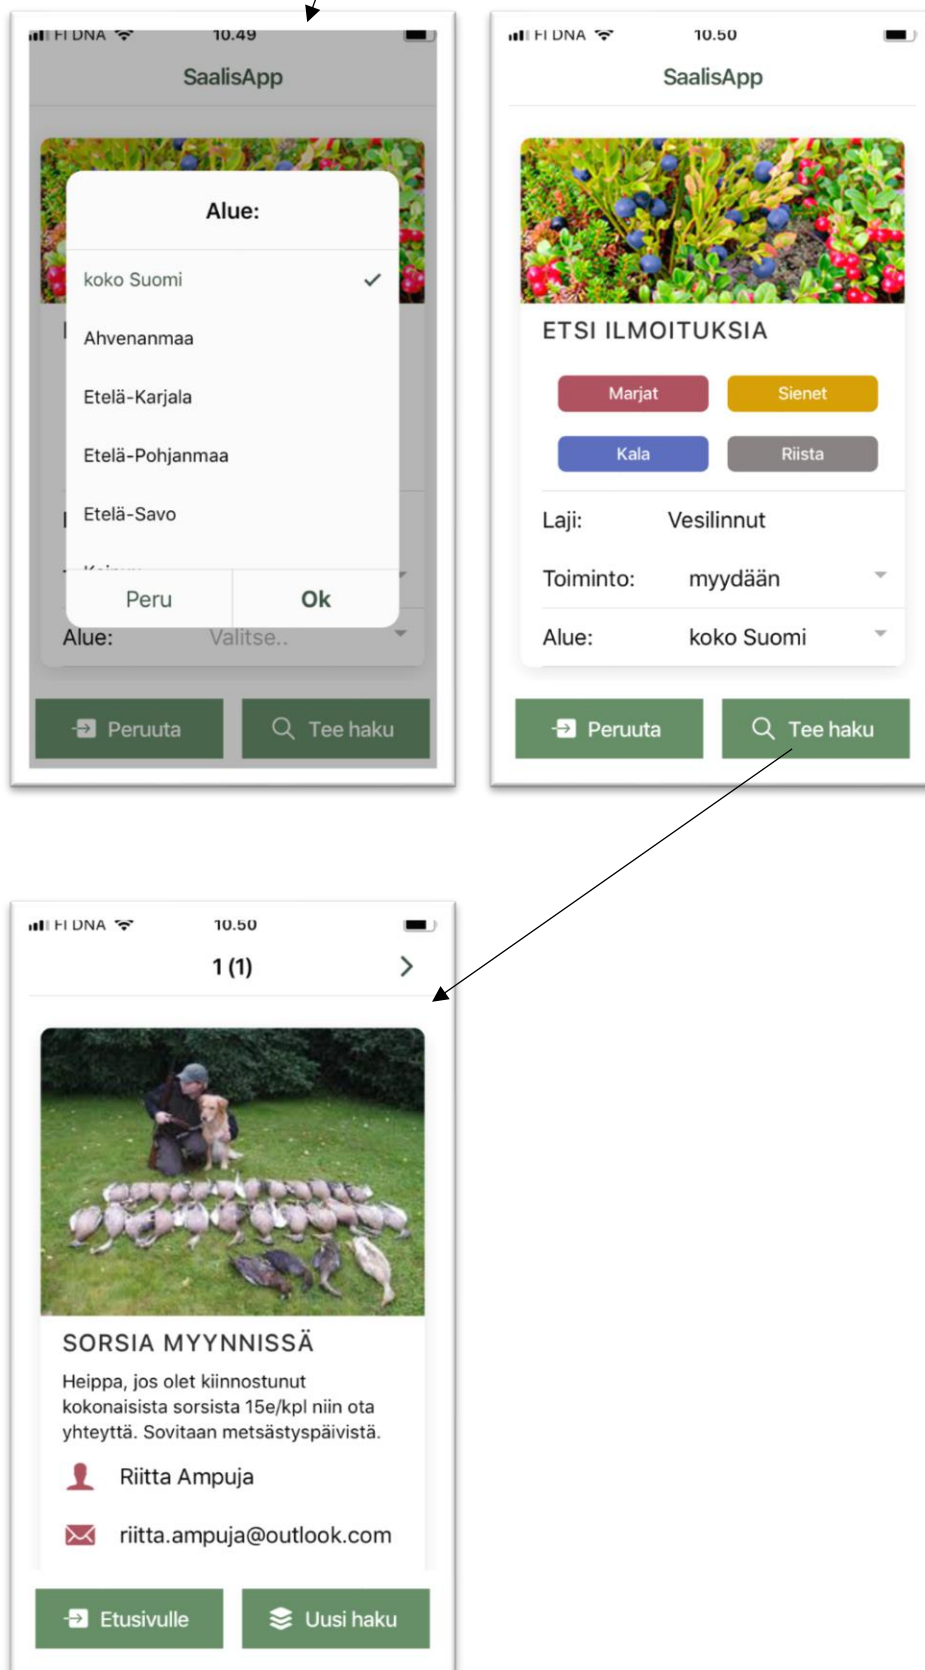 FI DNA 10.49
SaalisApp
Alue:
koko Suomi
Ahvenanmaa
Etelä-Karjala
Etelä-Pohjanmaa
Etelä-Savo
Peru Ok
Alue: Valitse..
Peruuta Tee haku
FI DNA 10.50
SaalisApp
ETSI ILMOITUKSIA
Marjat Sienet
Kala Riista
Laji: Vesilinnut
Toiminto: myydään
Alue: koko Suomi
Peruuta Tee haku
FI DNA 10.50
1 (1)
SORSIA MYYNNISSÄ
Heippa, jos olet kiinnostunut
kokonaisista sorsista 15e/kpl niin ota
yhteyttä. Sovitaan metsästyspäivistä.
Riitta Ampuja
riitta.ampuja@outlook.com
Etusivulle Uusi haku